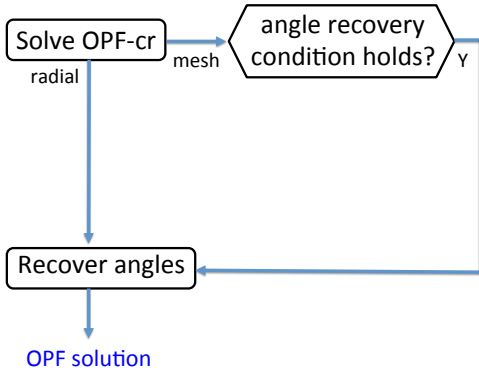 Solve OPF-cr
radial
mesh
angle recovery
condition holds?
Y
Recover angles
OPF solution